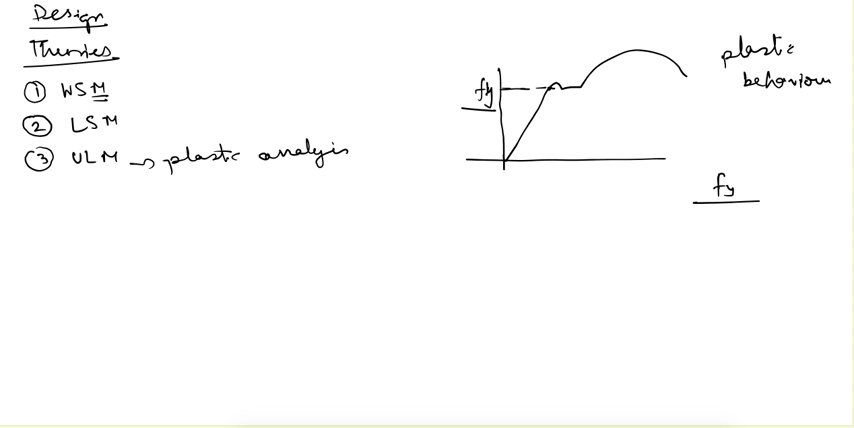 Design
Theories
① WSM
② LSM
③ ULM → plastic analysis
fy
plastic
behaviour
fy